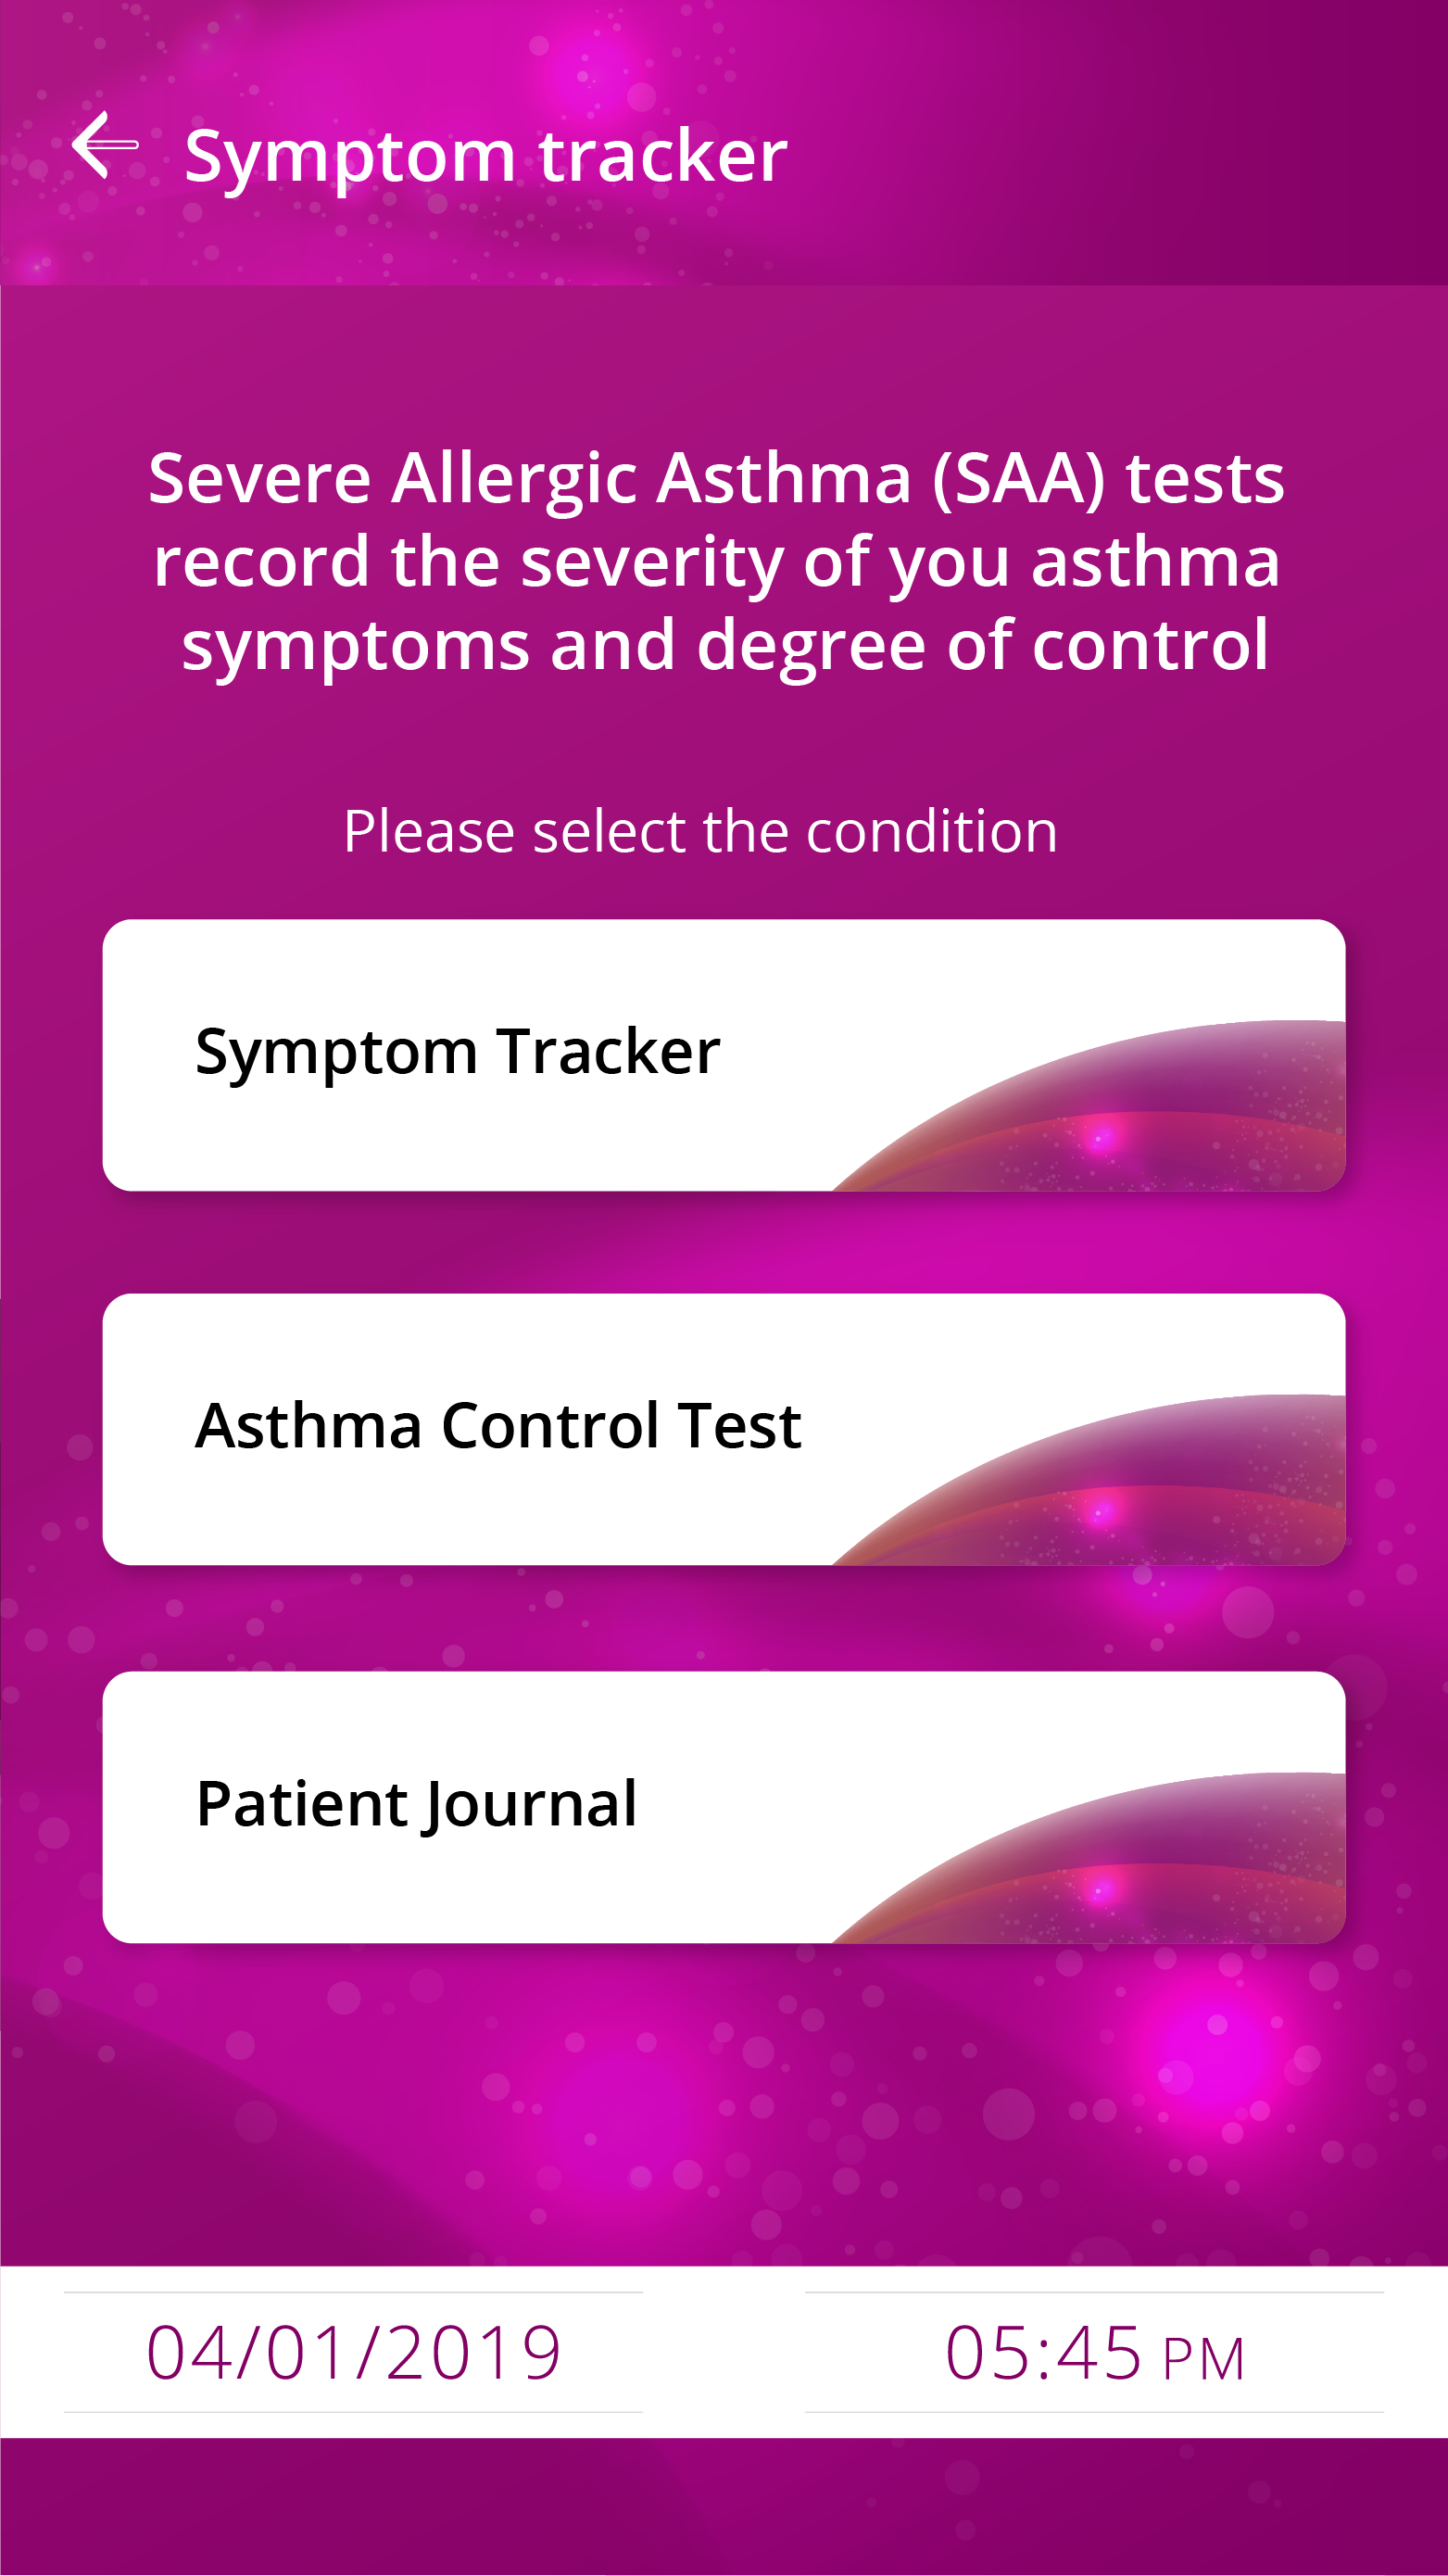 Symptom tracker
Severe Allergic Asthma (SAA) tests
record the severity of you asthma
symptoms and degree of control
Please select the condition
Symptom Tracker
Asthma Control Test
Patient Journal
04/01/2019
05:45 PM